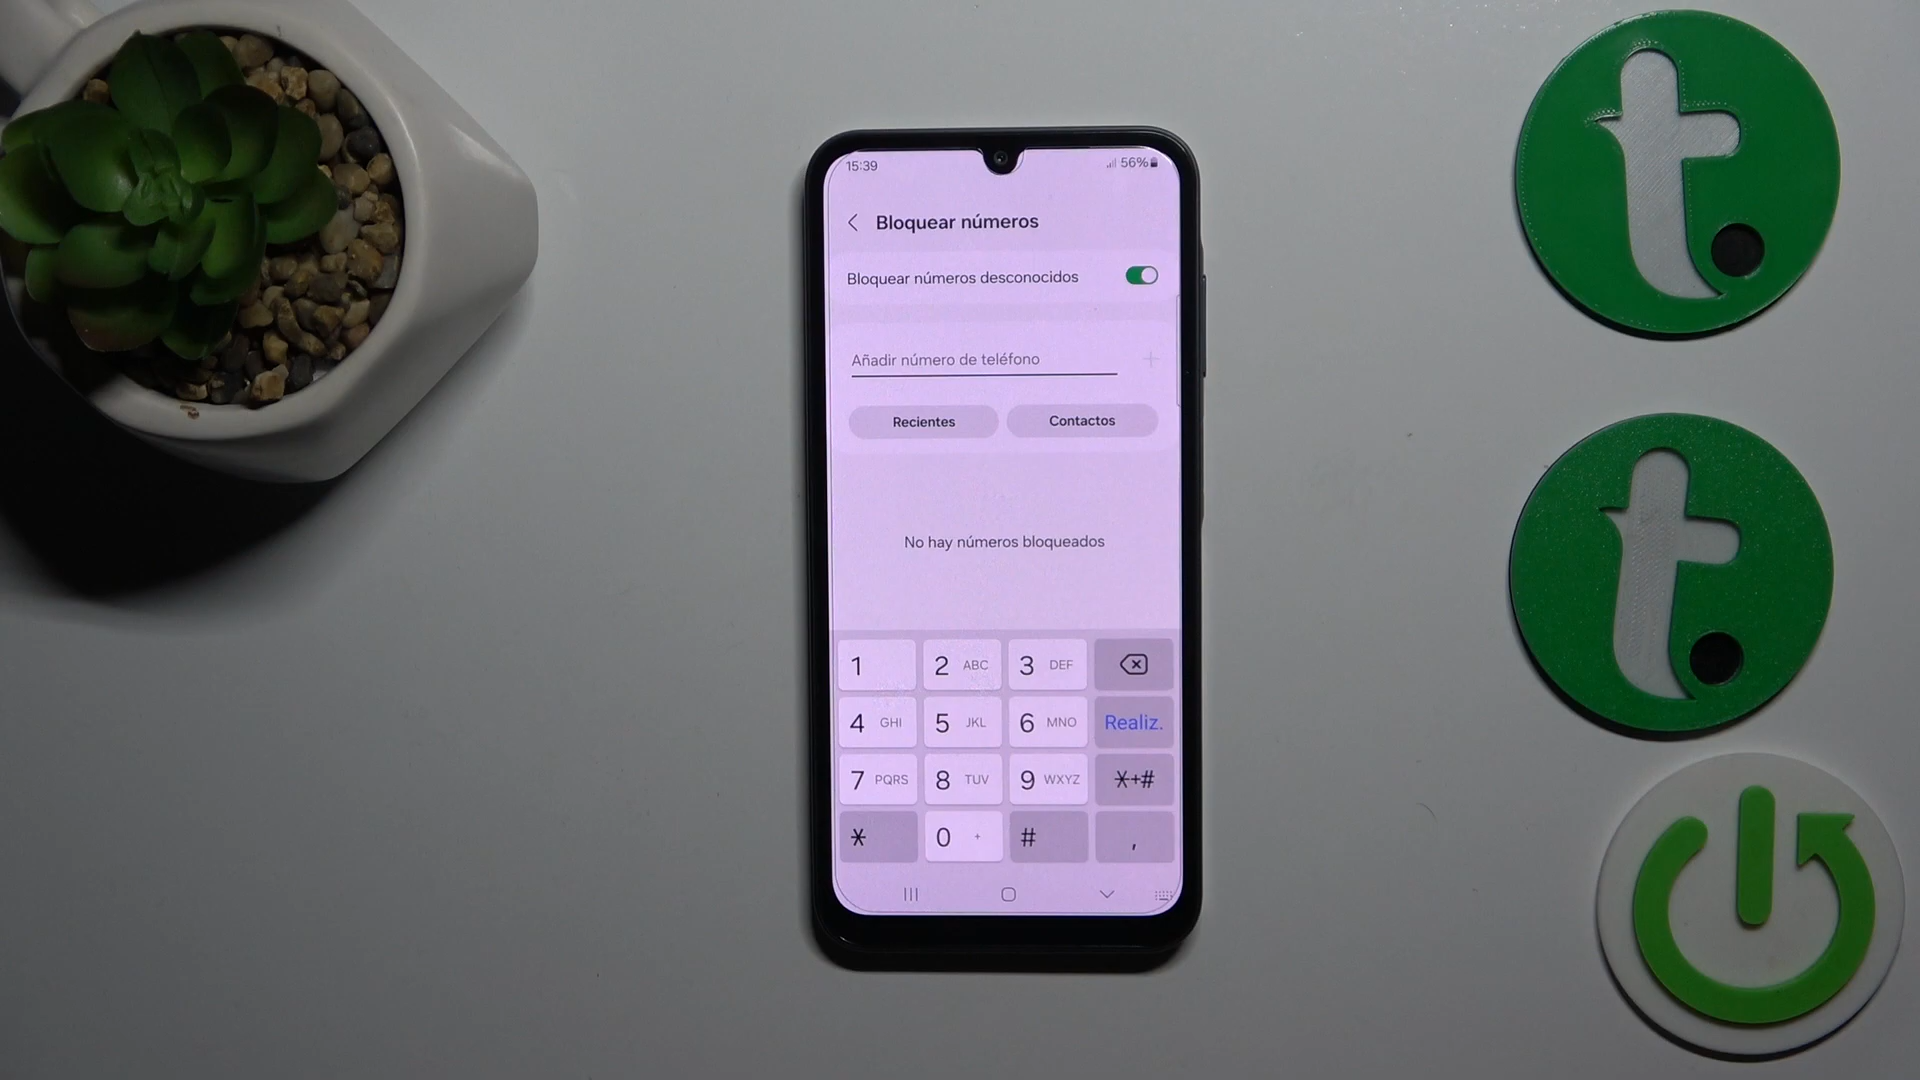 15:39
56%
Bloquear números
Bloquear números desconocidos
Añadir número de teléfono
Recientes
Contactos
No hay números bloqueados
1
2 ABC
3 DEF
4 GHI
5 JKL
6 MNO
Realiz.
7 PQRS
8 TUV
9 WXYZ
*+#
*
0 +
#
,
t.
t.